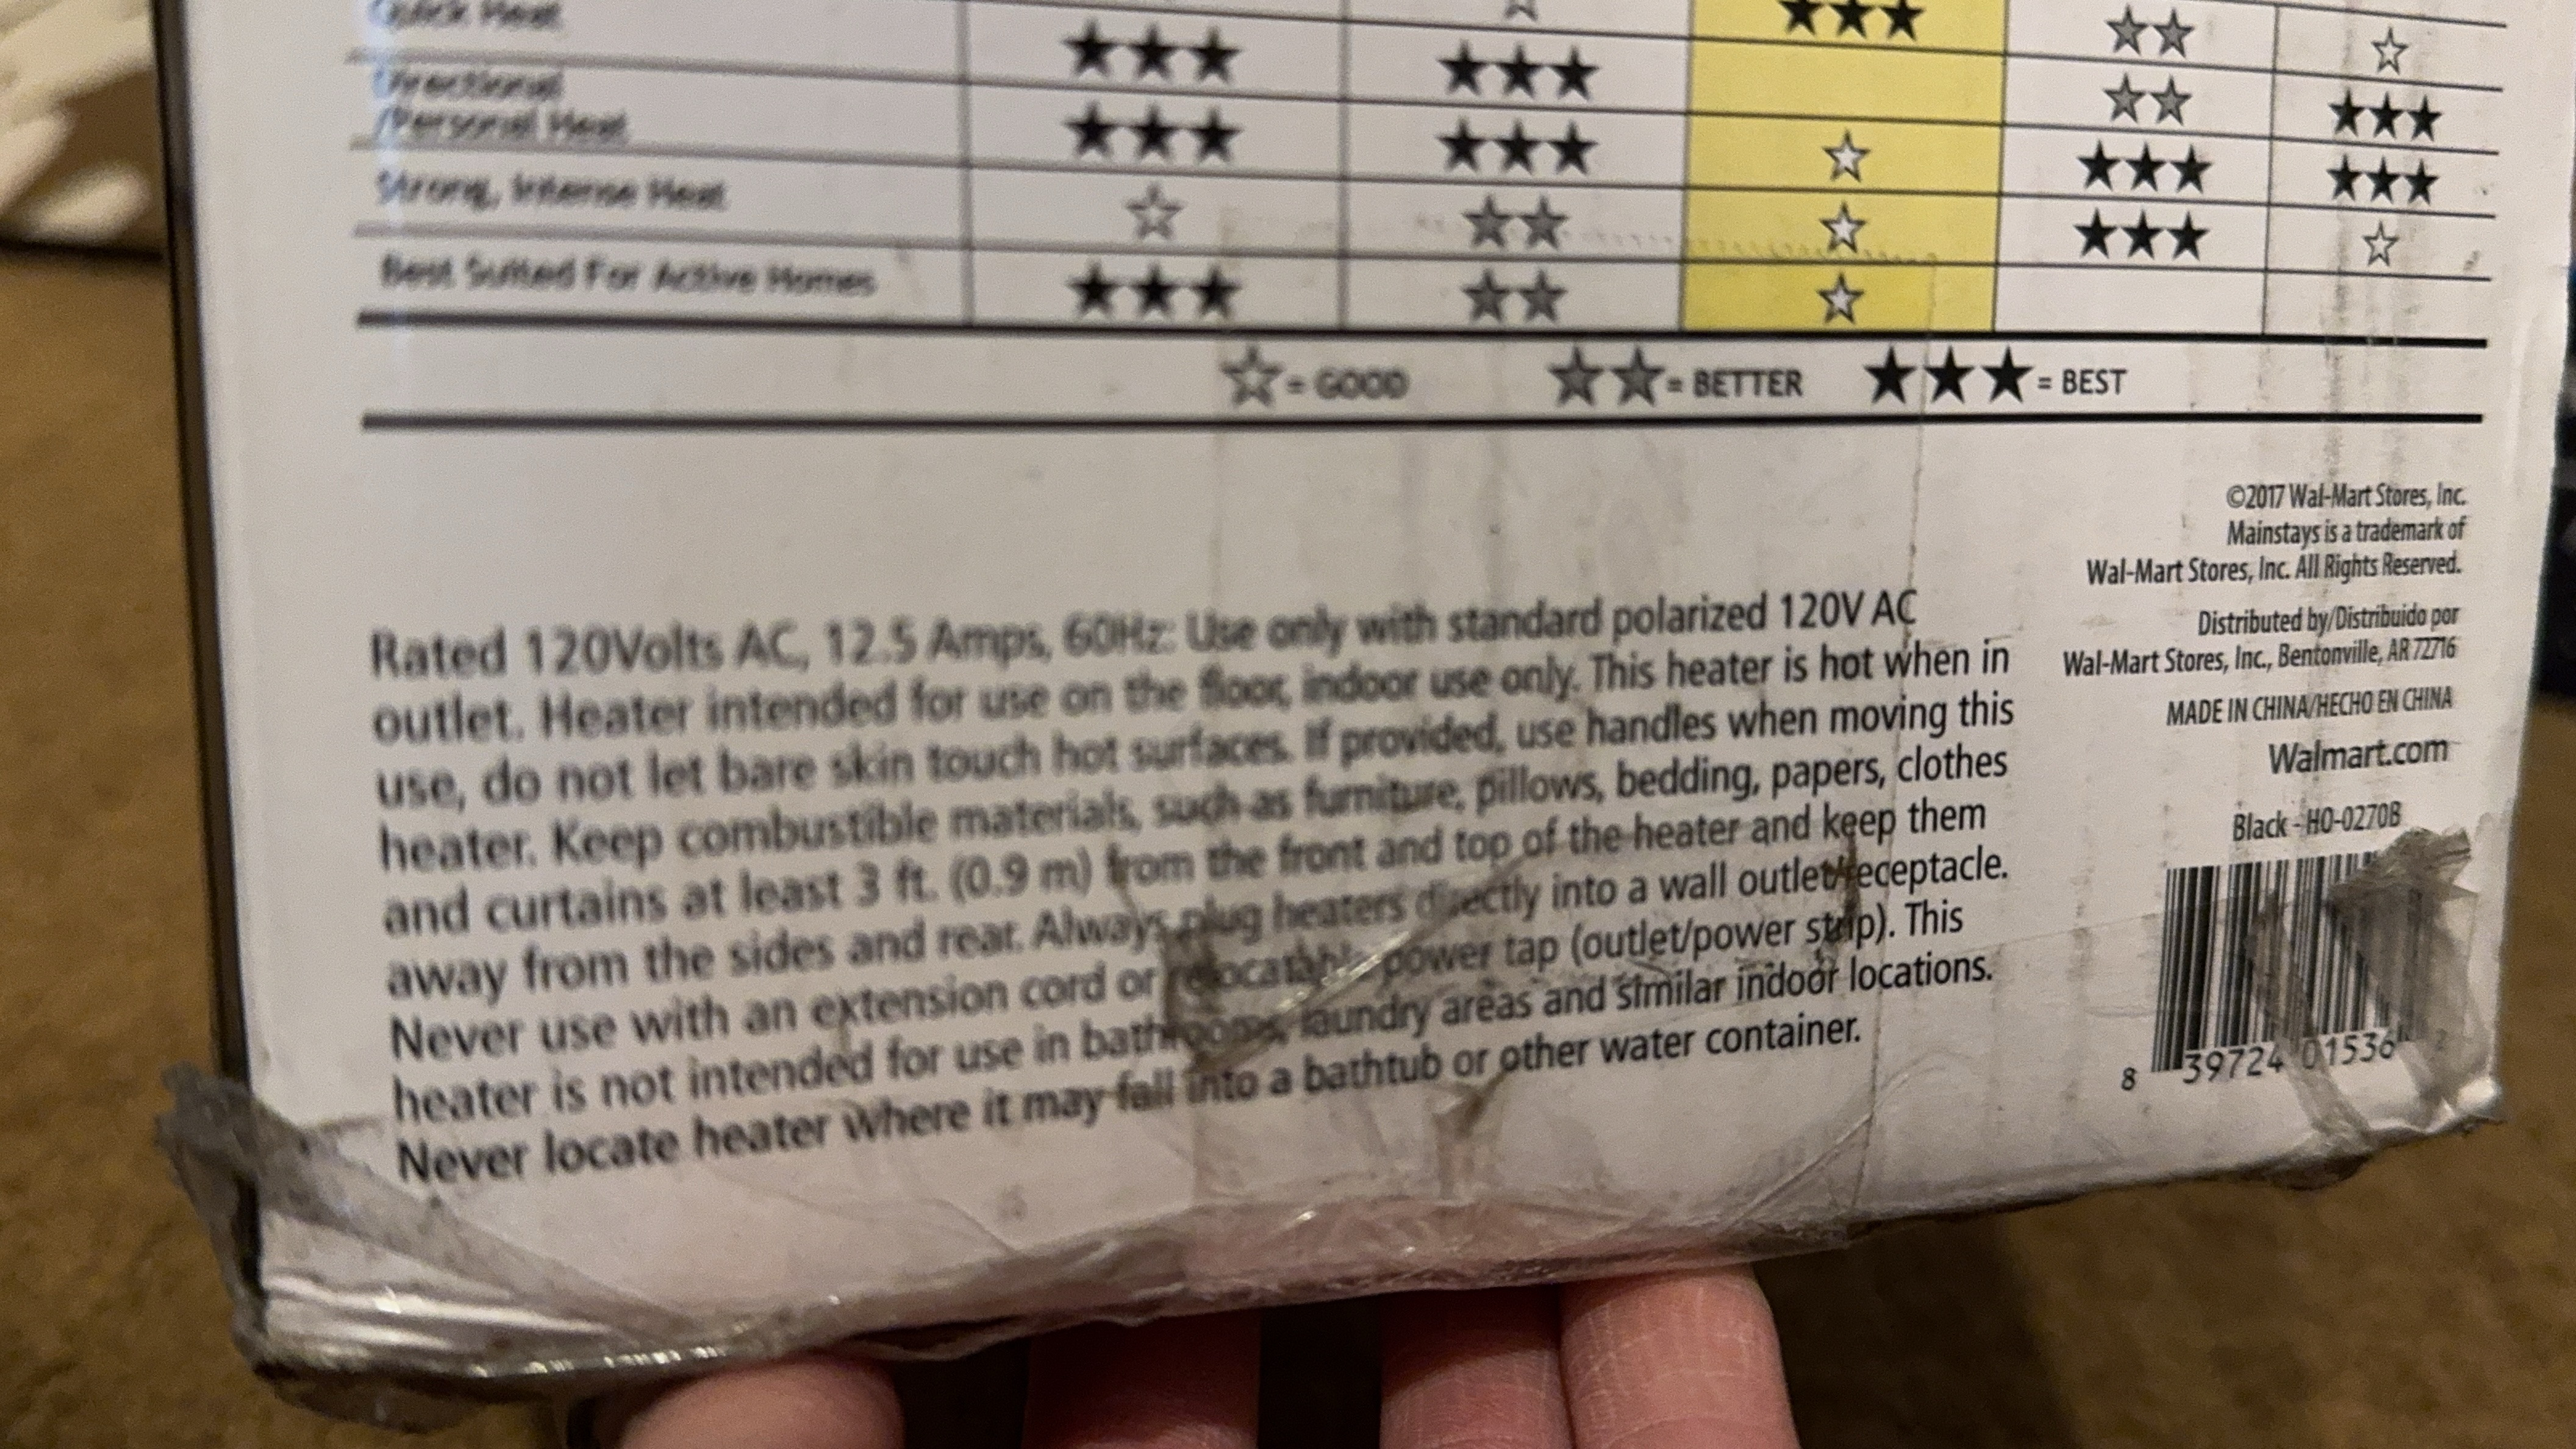 Quick Heat
Directional
/Personal Heat
Strong, Intense Heat
Best Suited For Active Homes
= GOOD = BETTER = BEST
Rated 120Volts AC, 12.5 Amps, 60Hz. Use only with standard polarized 120V AC
outlet. Heater intended for use on the floor, indoor use only. This heater is hot when in
use, do not let bare skin touch hot surfaces. If provided, use handles when moving this
heater. Keep combustible materials, such as furniture, pillows, bedding, papers, clothes
and curtains at least 3 ft. (0.9 m) from the front and top of the heater and keep them
away from the sides and rear. Always plug heaters directly into a wall outlet/receptacle.
Never use with an extension cord or relocatable power tap (outlet/power strip). This
heater is not intended for use in bathrooms, laundry areas and similar indoor locations.
Never locate heater where it may fall into a bathtub or other water container.
©2017 Wal-Mart Stores, Inc.
Mainstays is a trademark of
Wal-Mart Stores, Inc. All Rights Reserved.
Distributed by/Distribuido por
Wal-Mart Stores, Inc., Bentonville, AR 72716
MADE IN CHINA/HECHO EN CHINA
Walmart.com
Black - HO-0270B
8 39724 01536